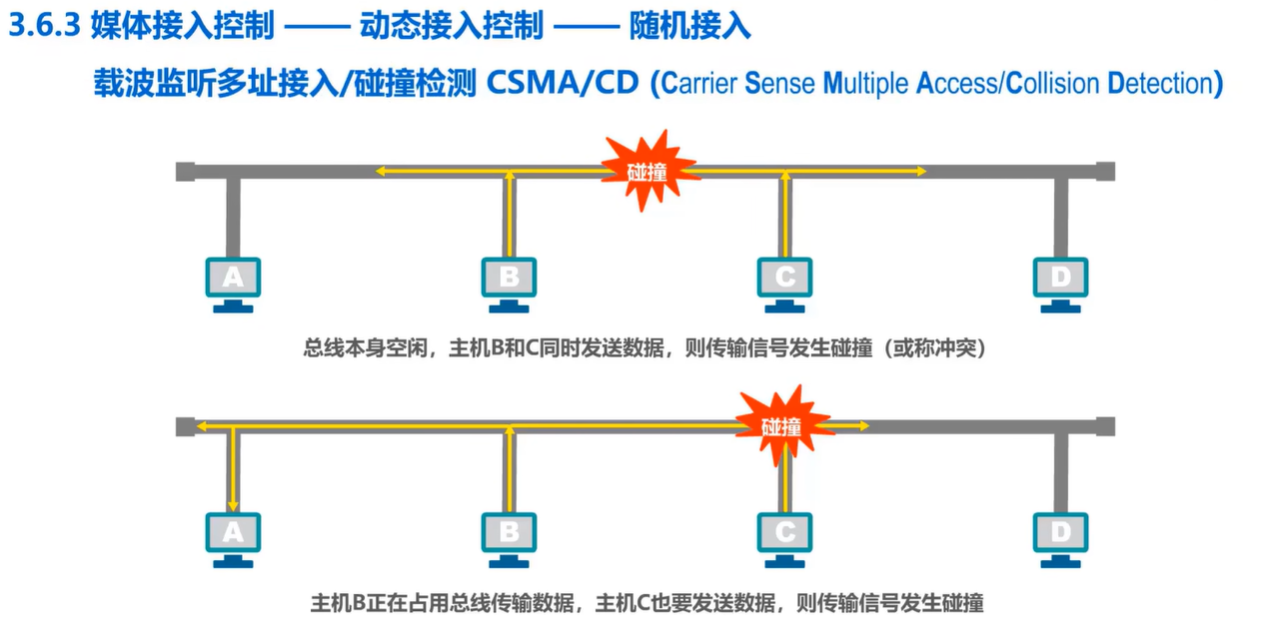 3.6.3 媒体接入控制 —— 动态接入控制 —— 随机接入
载波监听多址接入/碰撞检测 CSMA/CD (Carrier Sense Multiple Access/Collision Detection)
碰撞
A B C D
总线本身空闲，主机B和C同时发送数据，则传输信号发生碰撞（或称冲突）
碰撞
A B C D
主机B正在占用总线传输数据，主机C也要发送数据，则传输信号发生碰撞